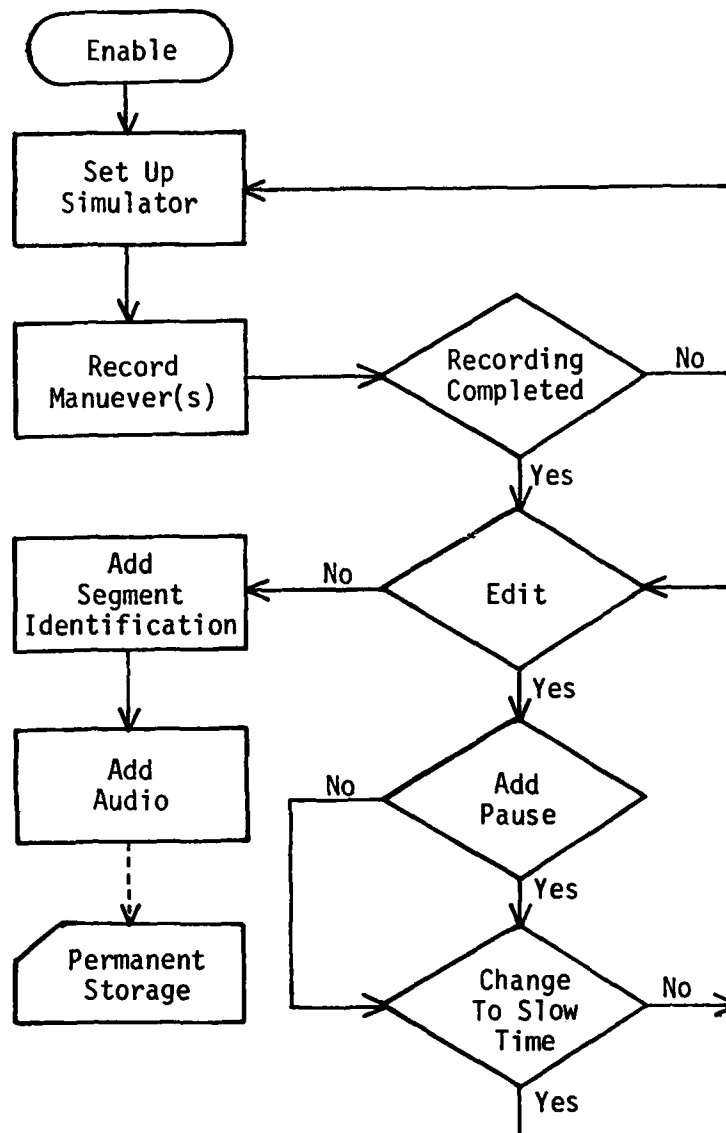 Enable
Set Up
Simulator
Record
Manuever(s)
Recording
Completed
No
Yes
Add
Segment
Identification
No
Edit
Yes
Add
Audio
No
Add
Pause
Yes
Permanent
Storage
Change
To Slow
Time
No
Yes